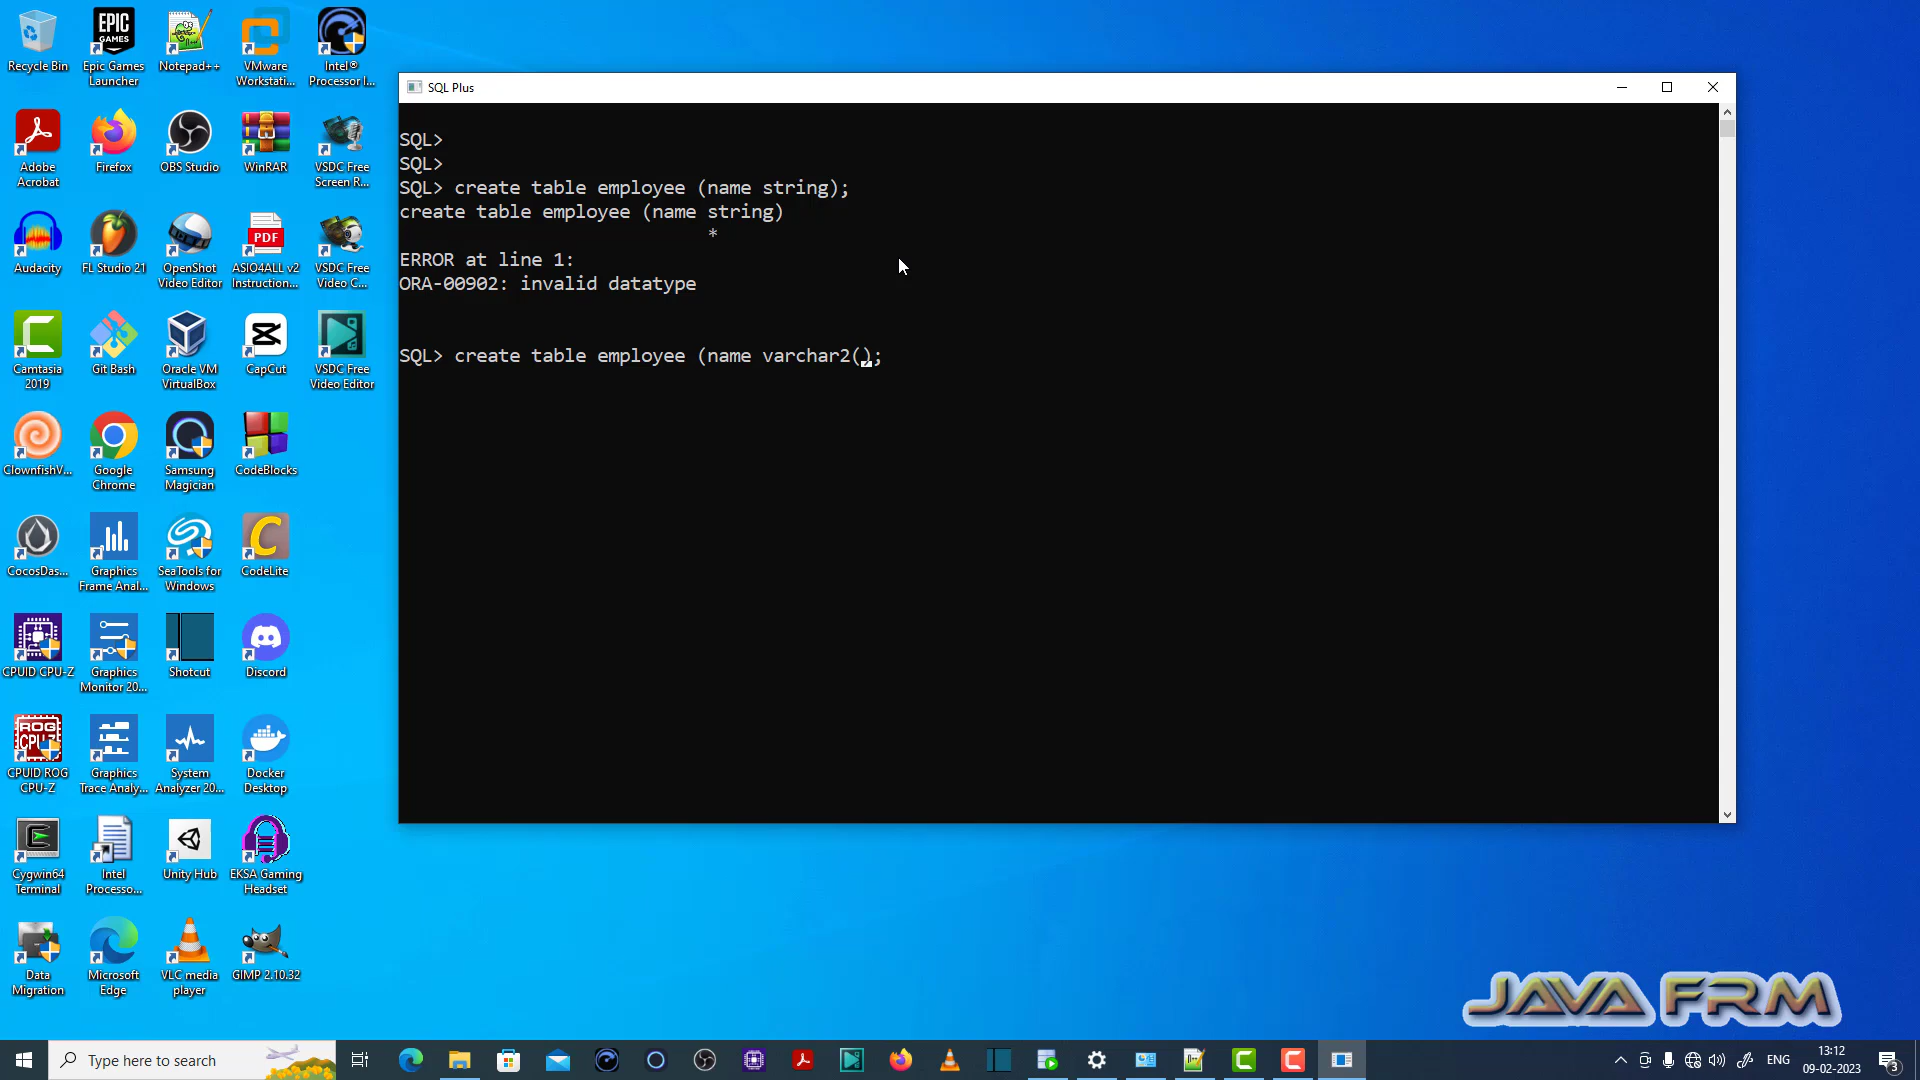 Recycle Bin
Epic Games Launcher
Notepad++
VMware Workstati...
Intel® Processor I...
EPIC GAMES
Adobe Acrobat
Firefox
OBS Studio
WinRAR
VSDC Free Screen R...
Audacity
FL Studio 21
OpenShot Video Editor
PDF
ASIO4ALL v2 Instruction...
VSDC Free Video C...
Camtasia 2019
Git Bash
Oracle VM VirtualBox
CapCut
VSDC Free Video Editor
ClownfishV...
Google Chrome
Samsung Magician
CodeBlocks
CocosDas...
Graphics Frame Anal...
SeaTools for Windows
CodeLite
CPUID CPU-Z
Graphics Monitor 20...
Shotcut
Discord
ROG CPU-Z
CPUID ROG CPU-Z
Graphics Trace Analy...
System Analyzer 20...
Docker Desktop
Cygwin64 Terminal
Intel Processo...
Unity Hub
EKSA Gaming Headset
Data Migration
Microsoft Edge
VLC media player
GIMP 2.10.32
SQL Plus
SQL>
SQL>
SQL> create table employee (name string);
create table employee (name string)
*
ERROR at line 1:
ORA-00902: invalid datatype
SQL> create table employee (name varchar2();
JAVA FRM
Type here to search
ENG
13:12
09-02-2023
3